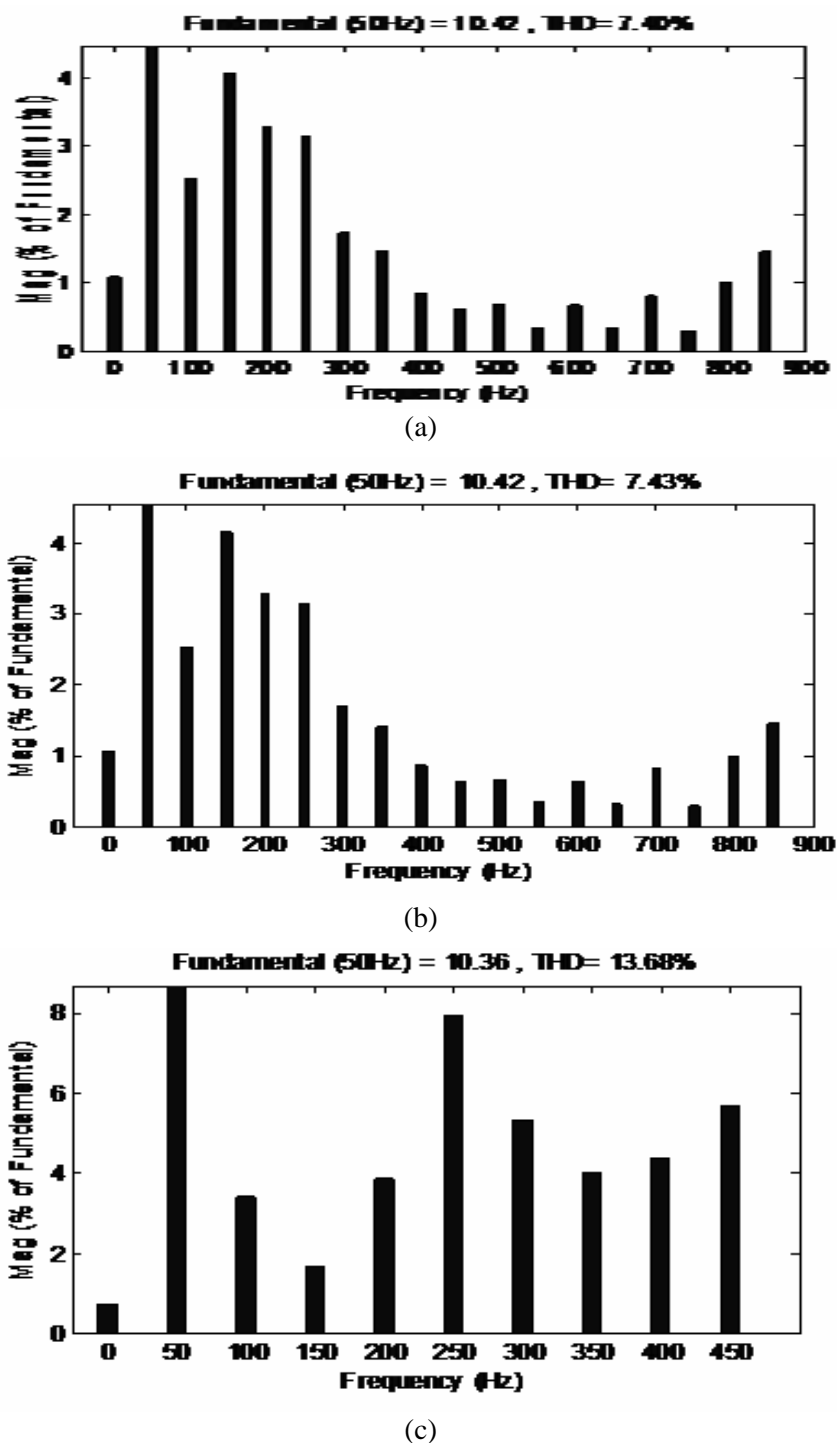 Fundamental (50Hz) = 10.42 , THD= 7.40%
Mag (% of Fundamental)
4
3
2
1
0
0 100 200 300 400 500 600 700 800 900
Frequency (Hz)
(a)
Fundamental (50Hz) = 10.42 , THD= 7.43%
Mag (% of Fundamental)
4
3
2
1
0
0 100 200 300 400 500 600 700 800 900
Frequency (Hz)
(b)
Fundamental (50Hz) = 10.36 , THD= 13.68%
Mag (% of Fundamental)
8
6
4
2
0
0 50 100 150 200 250 300 350 400 450
Frequency (Hz)
(c)